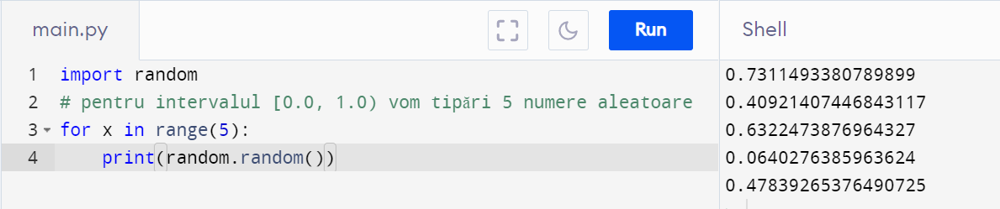 main.py
Run
Shell
1 import random
2 # pentru intervalul [0.0, 1.0) vom tipări 5 numere aleatoare
3 for x in range(5):
4     print(random.random())
0.7311493380789899
0.40921407446843117
0.6322473876964327
0.0640276385963624
0.47839265376490725